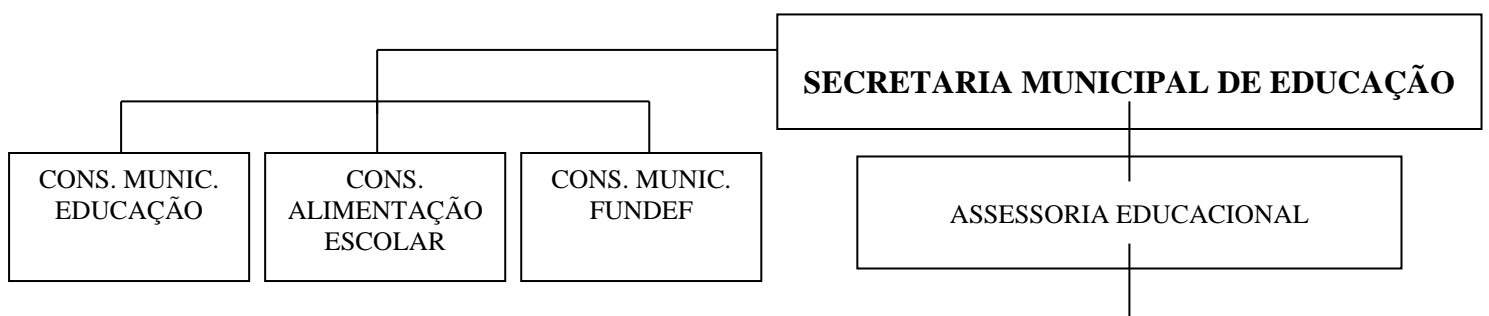 SECRETARIA MUNICIPAL DE EDUCAÇÃO
CONS. MUNIC.
EDUCAÇÃO
CONS.
ALIMENTAÇÃO
ESCOLAR
CONS. MUNIC.
FUNDEF
ASSESSORIA EDUCACIONAL